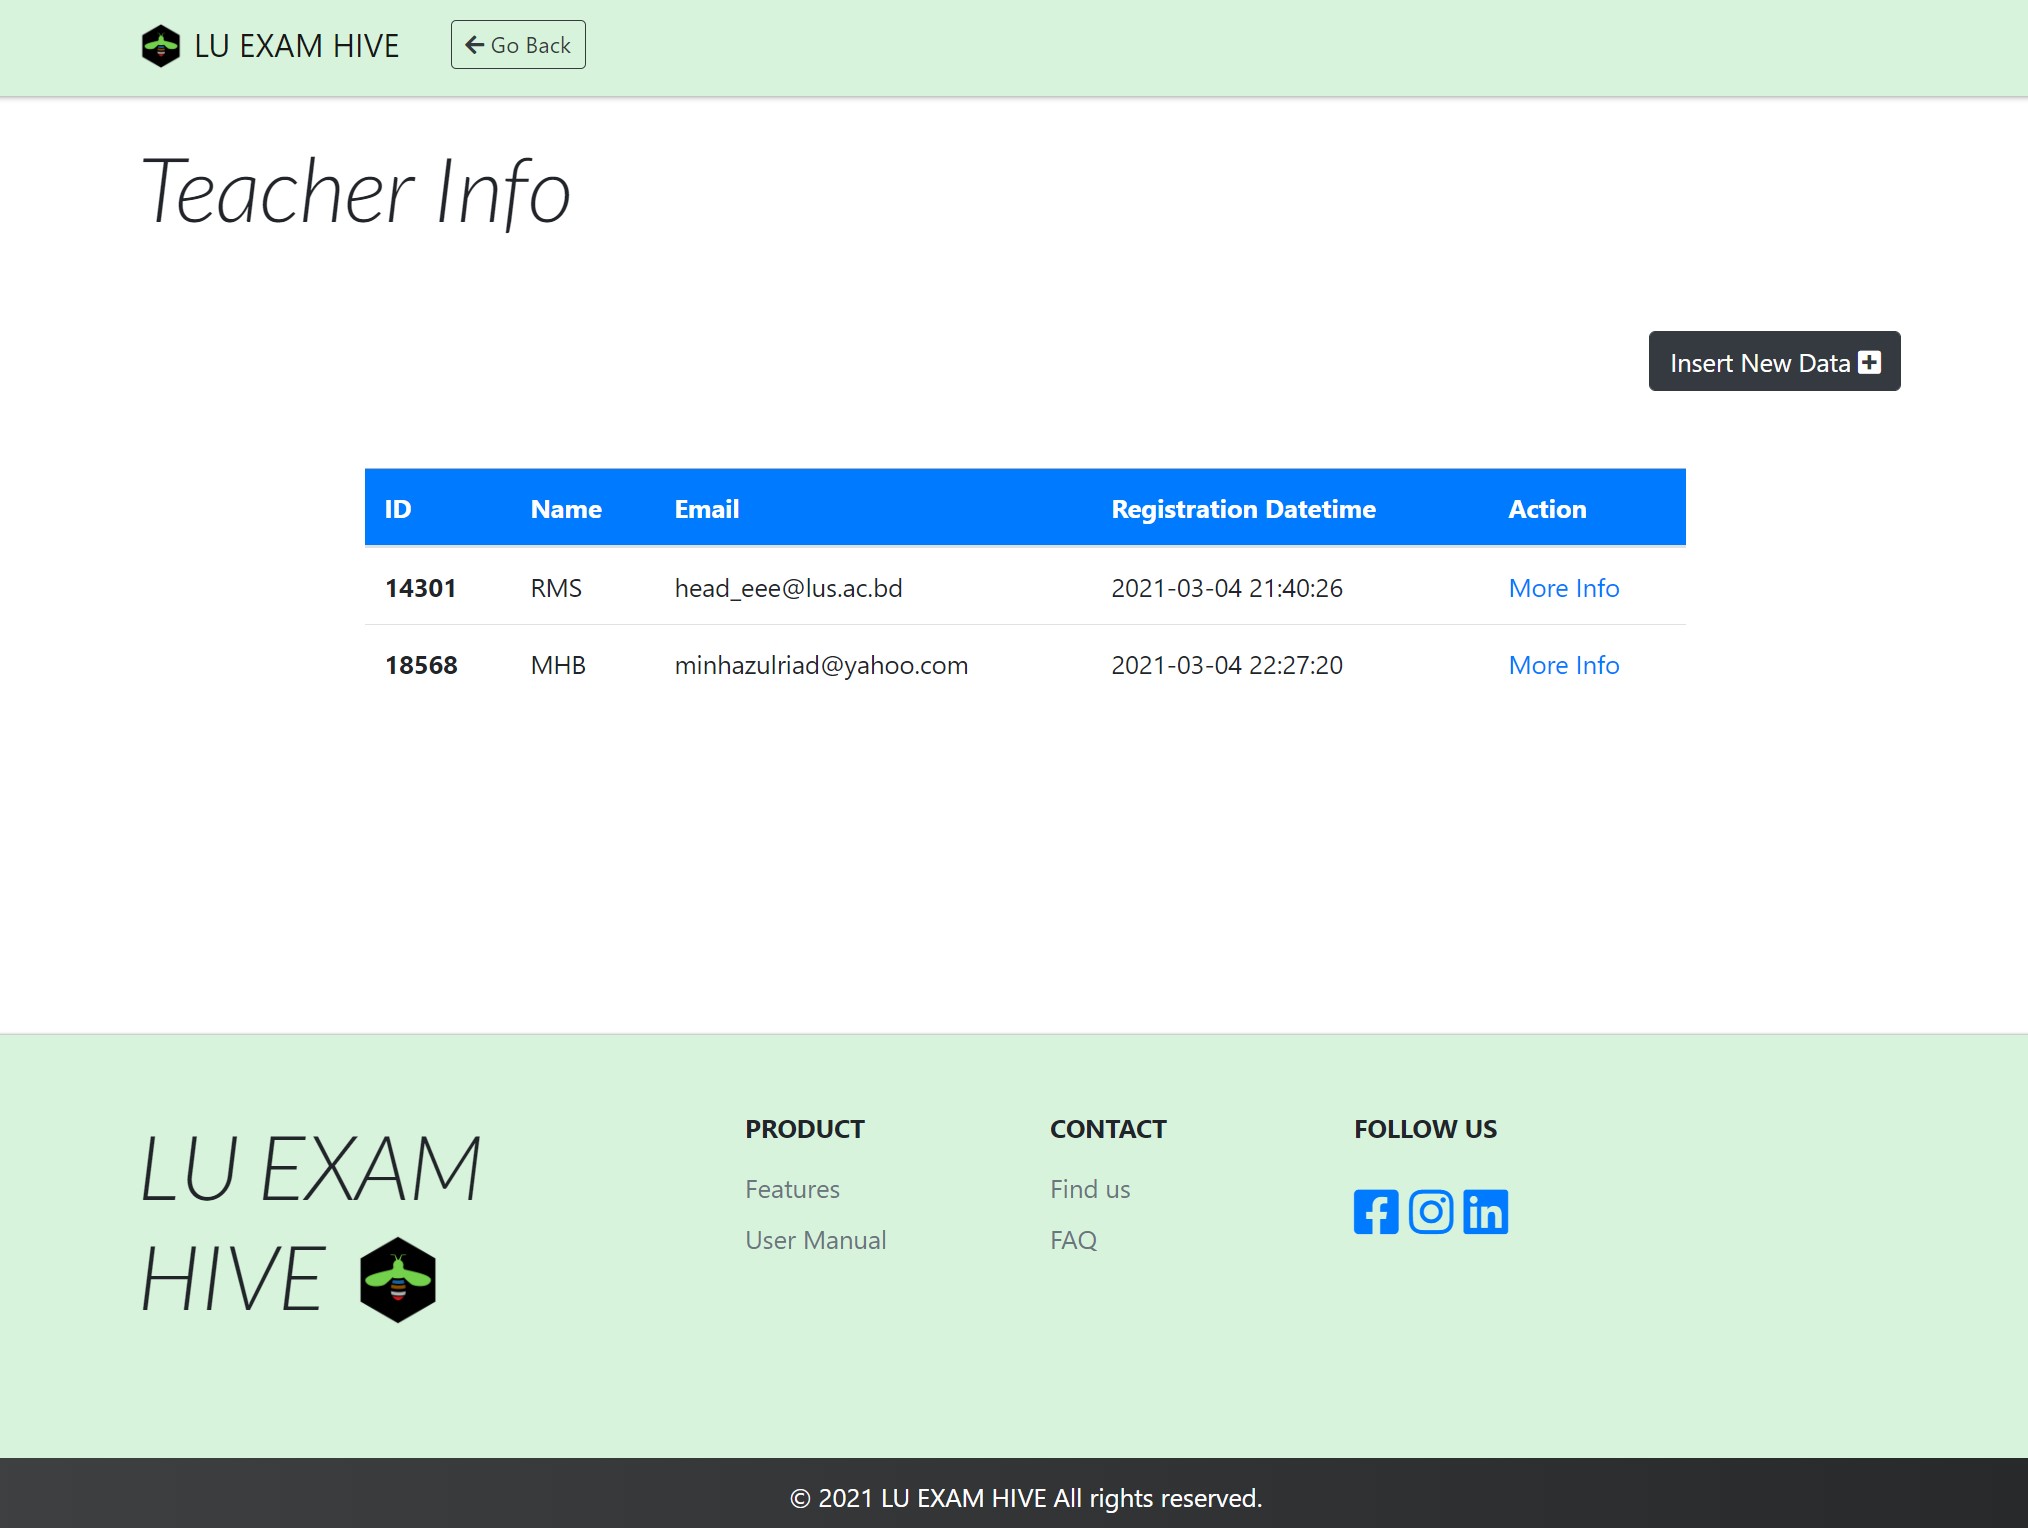 LU EXAM HIVE
Go Back
Teacher Info
Insert New Data
ID Name Email Registration Datetime Action
14301 RMS head_eee@lus.ac.bd 2021-03-04 21:40:26 More Info
18568 MHB minhazulriad@yahoo.com 2021-03-04 22:27:20 More Info
LU EXAM
HIVE
PRODUCT
Features
User Manual
CONTACT
Find us
FAQ
FOLLOW US
© 2021 LU EXAM HIVE All rights reserved.